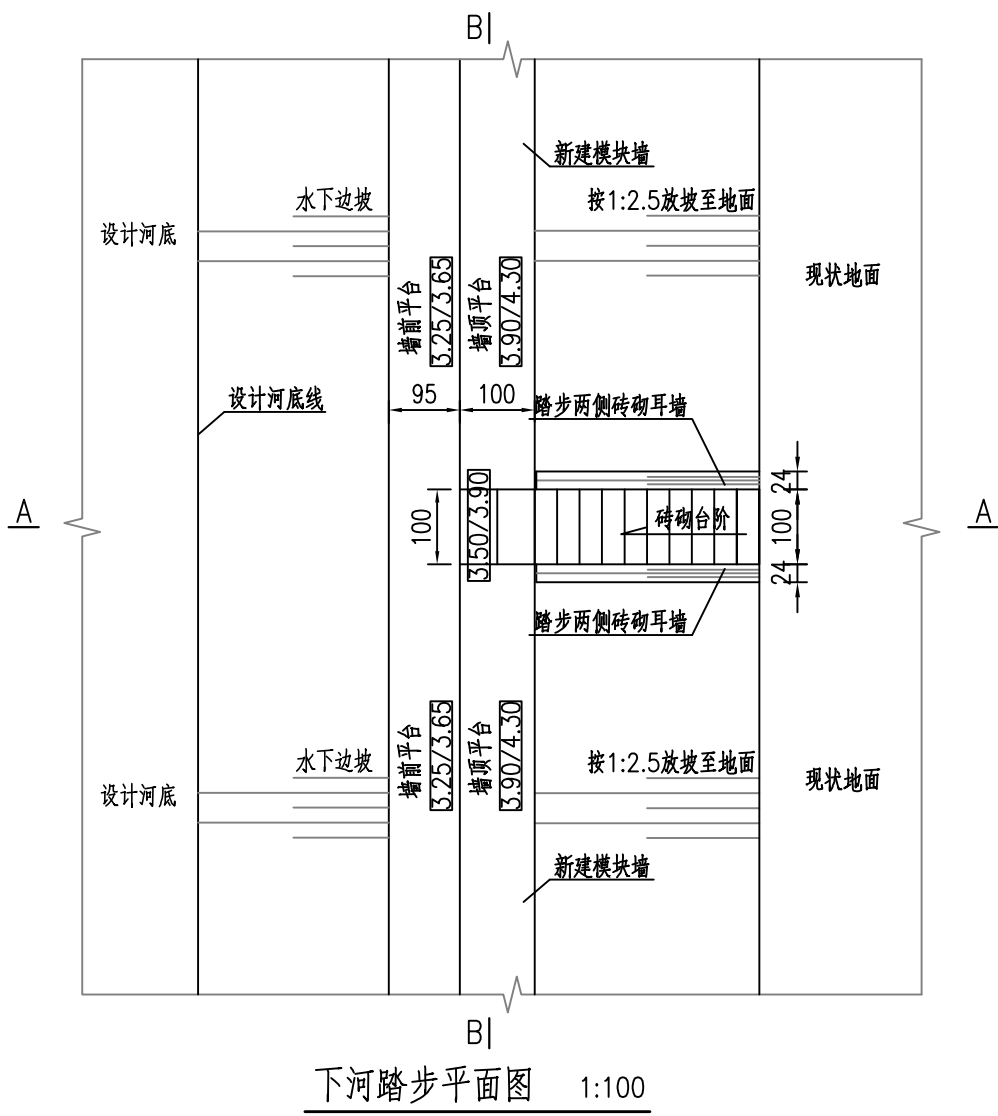 B
新建模块墙
水下边坡
按1:2.5放坡至地面
设计河底
现状地面
墙前平台
3.25/3.65
墙顶平台
3.90/4.30
设计河底线
95
100
踏步两侧砖砌耳墙
24
A
100
3.50/3.90
砖砌台阶
100
A
24
踏步两侧砖砌耳墙
墙前平台
3.25/3.65
墙顶平台
3.90/4.30
水下边坡
按1:2.5放坡至地面
设计河底
现状地面
新建模块墙
B
下河踏步平面图 1:100